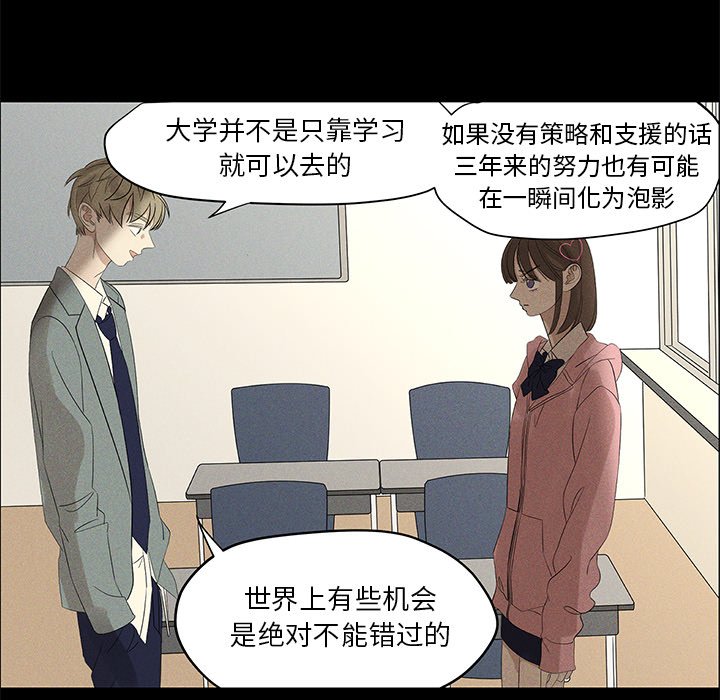 大学并不是只靠学习
就可以去的
如果没有策略和支援的话
三年来的努力也有可能
在一瞬间化为泡影
世界上有些机会
是绝对不能错过的